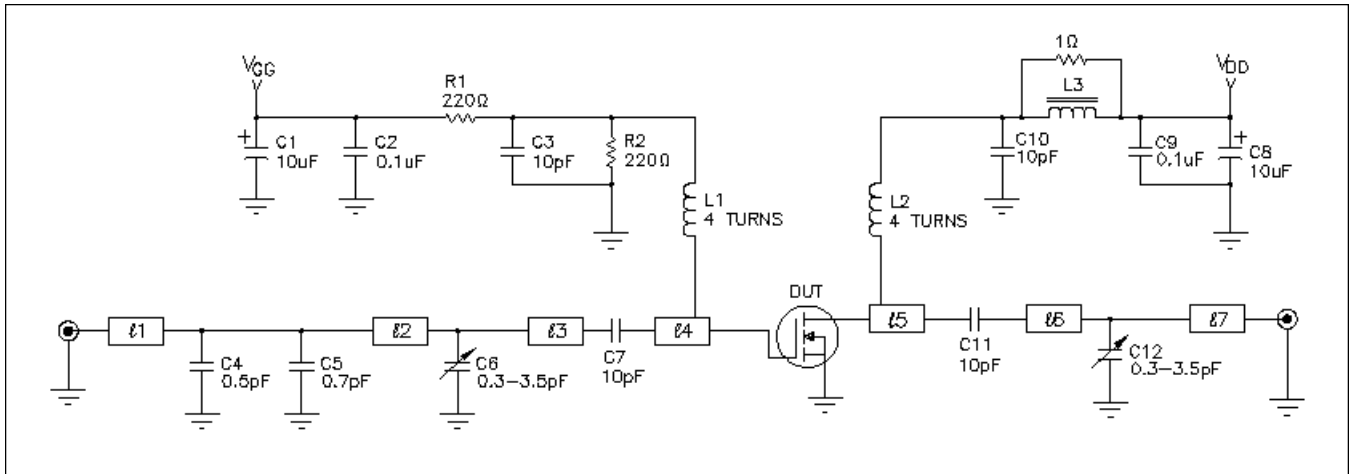 VGG
C1
10uF
C2
0.1uF
R1
220Ω
C3
10pF
R2
220Ω
L1
4 TURNS
1Ω
L3
VDD
C10
10pF
C9
0.1uF
C8
10uF
L2
4 TURNS
DUT
ℓ1
C4
0.5pF
C5
0.7pF
ℓ2
C6
0.3–3.5pF
ℓ3
C7
10pF
ℓ4
ℓ5
C11
10pF
ℓ6
C12
0.3–3.5pF
ℓ7